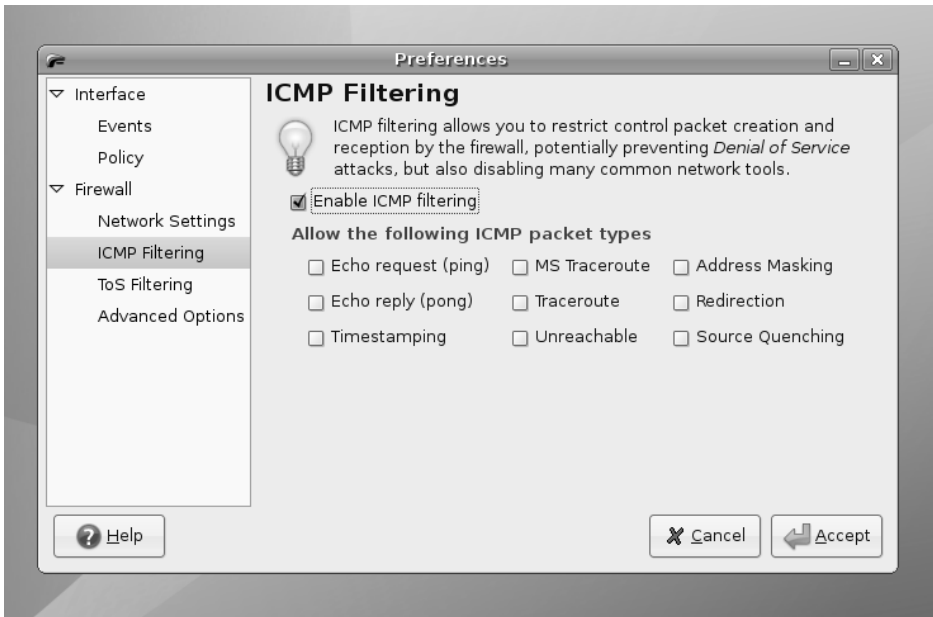 Preferences
Interface
Events
Policy
Firewall
Network Settings
ICMP Filtering
ToS Filtering
Advanced Options
ICMP Filtering
ICMP filtering allows you to restrict control packet creation and
reception by the firewall, potentially preventing Denial of Service
attacks, but also disabling many common network tools.
Enable ICMP filtering
Allow the following ICMP packet types
Echo request (ping) MS Traceroute Address Masking
Echo reply (pong) Traceroute Redirection
Timestamping Unreachable Source Quenching
Help Cancel Accept